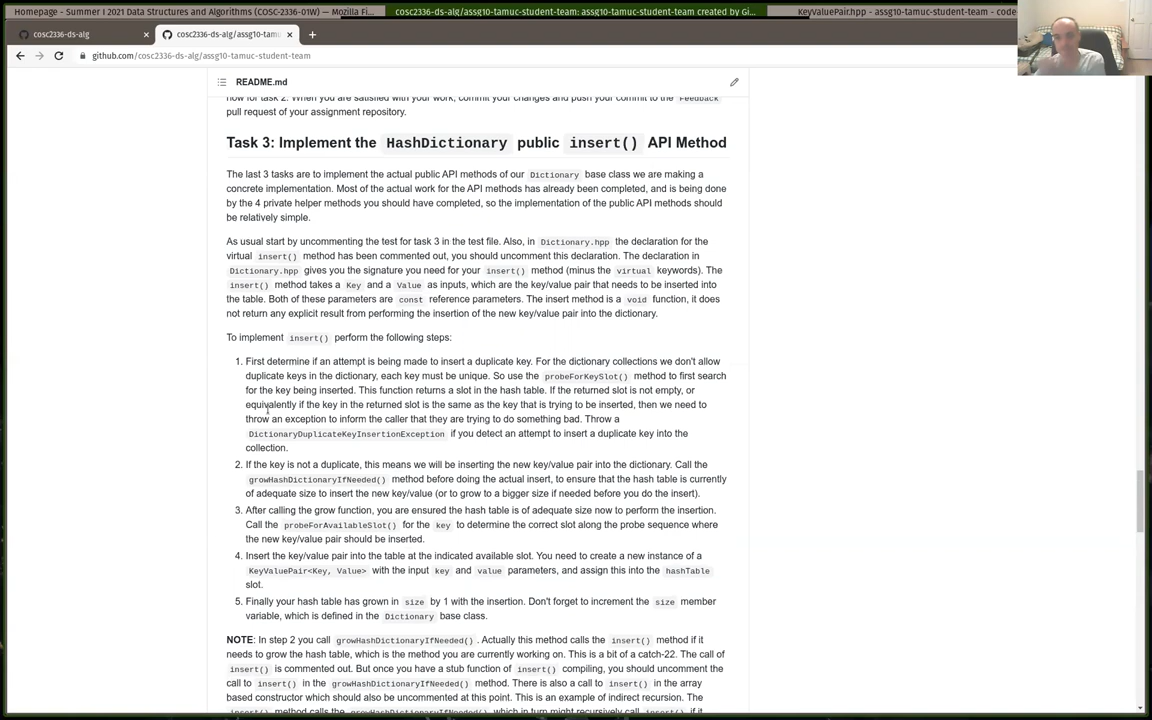 Homepage - Summer I 2021 Data Structures and Algorithms (COSC-2336-01W) — Mozilla Fi...
cosc2336-ds-alg/assg10-tamuc-student-team: assg10-tamuc-student-team created by Gi...
KeyValuePair.hpp - assg10-tamuc-student-team - code
cosc2336-ds-alg
cosc2336-ds-alg/assg10-tamu
github.com/cosc2336-ds-alg/assg10-tamuc-student-team
README.md
now for task 2. When you are satisfied with your work, commit your changes and push your commit to the Feedback
pull request of your assignment repository.
Task 3: Implement the HashDictionary public insert() API Method
The last 3 tasks are to implement the actual public API methods of our Dictionary base class we are making a
concrete implementation. Most of the actual work for the API methods has already been completed, and is being done
by the 4 private helper methods you should have completed, so the implementation of the public API methods should
be relatively simple.
As usual start by uncommenting the test for task 3 in the test file. Also, in Dictionary.hpp the declaration for the
virtual insert() method has been commented out, you should uncomment this declaration. The declaration in
Dictionary.hpp gives you the signature you need for your insert() method (minus the virtual keywords). The
insert() method takes a Key and a Value as inputs, which are the key/value pair that needs to be inserted into
the table. Both of these parameters are const reference parameters. The insert method is a void function, it does
not return any explicit result from performing the insertion of the new key/value pair into the dictionary.
To implement insert() perform the following steps:
1. First determine if an attempt is being made to insert a duplicate key. For the dictionary collections we don't allow
duplicate keys in the dictionary, each key must be unique. So use the probeForKeySlot() method to first search
for the key being inserted. This function returns a slot in the hash table. If the returned slot is not empty, or
equivalently if the key in the returned slot is the same as the key that is trying to be inserted, then we need to
throw an exception to inform the caller that they are trying to do something bad. Throw a
DictionaryDuplicateKeyInsertionException if you detect an attempt to insert a duplicate key into the
collection.
2. If the key is not a duplicate, this means we will be inserting the new key/value pair into the dictionary. Call the
growHashDictionaryIfNeeded() method before doing the actual insert, to ensure that the hash table is currently
of adequate size to insert the new key/value (or to grow to a bigger size if needed before you do the insert).
3. After calling the grow function, you are ensured the hash table is of adequate size now to perform the insertion.
Call the probeForAvailableSlot() for the key to determine the correct slot along the probe sequence where
the new key/value pair should be inserted.
4. Insert the key/value pair into the table at the indicated available slot. You need to create a new instance of a
KeyValuePair<Key, Value> with the input key and value parameters, and assign this into the hashTable
slot.
5. Finally your hash table has grown in size by 1 with the insertion. Don't forget to increment the size member
variable, which is defined in the Dictionary base class.
NOTE: In step 2 you call growHashDictionaryIfNeeded() . Actually this method calls the insert() method if it
needs to grow the hash table, which is the method you are currently working on. This is a bit of a catch-22. The call of
insert() is commented out. But once you have a stub function of insert() compiling, you should uncomment the
call to insert() in the growHashDictionaryIfNeeded() method. There is also a call to insert() in the array
based constructor which should also be uncommented at this point. This is an example of indirect recursion. The
insert() method calls the growHashDictionaryIfNeeded() which in turn might recursively call insert() if it